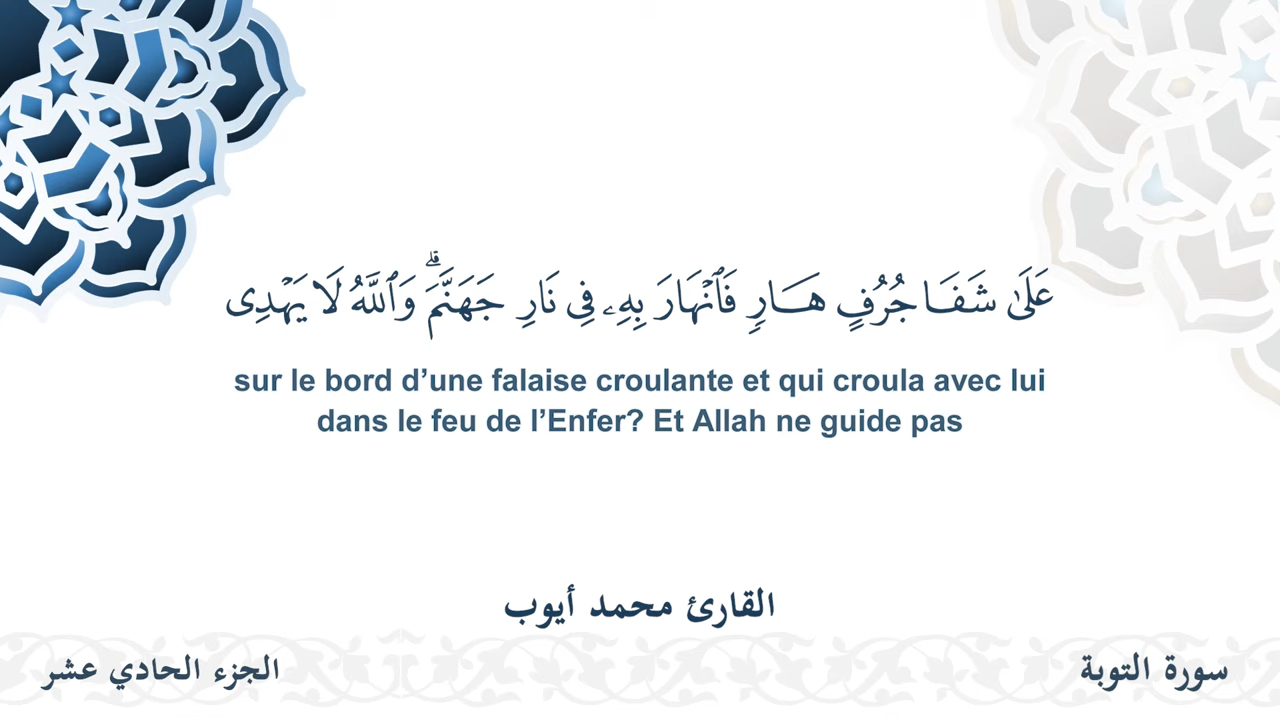 عَلَىٰ شَفَا جُرُفٍ هَارٍ فَٱنْهَارَ بِهِۦ فِى نَارِ جَهَنَّمَ ۗ وَٱللَّهُ لَا يَهْدِى
sur le bord d’une falaise croulante et qui croula avec lui
dans le feu de l’Enfer? Et Allah ne guide pas
القارئ محمد أيوب
سورة التوبة
الجزء الحادي عشر